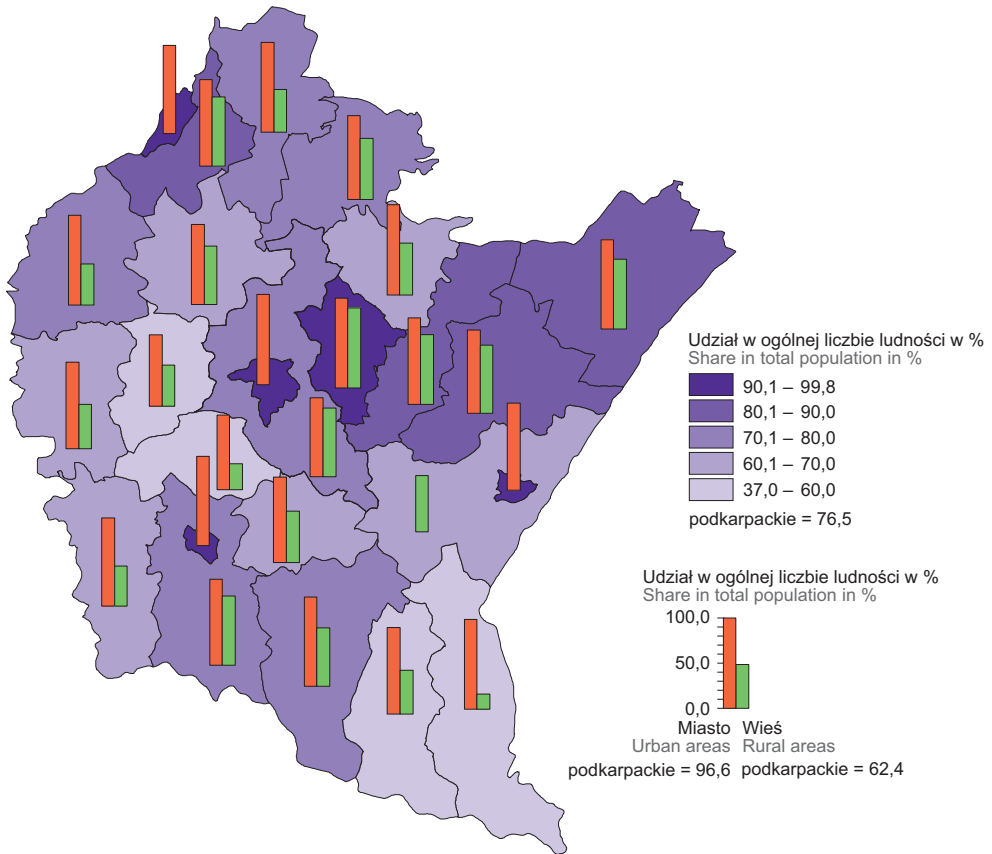 Udział w ogólnej liczbie ludności w %
Share in total population in %
90,1 – 99,8
80,1 – 90,0
70,1 – 80,0
60,1 – 70,0
37,0 – 60,0
podkarpackie = 76,5
Udział w ogólnej liczbie ludności w %
Share in total population in %
100,0
50,0
0,0
Miasto Wieś
Urban areas Rural areas
podkarpackie = 96,6 podkarpackie = 62,4